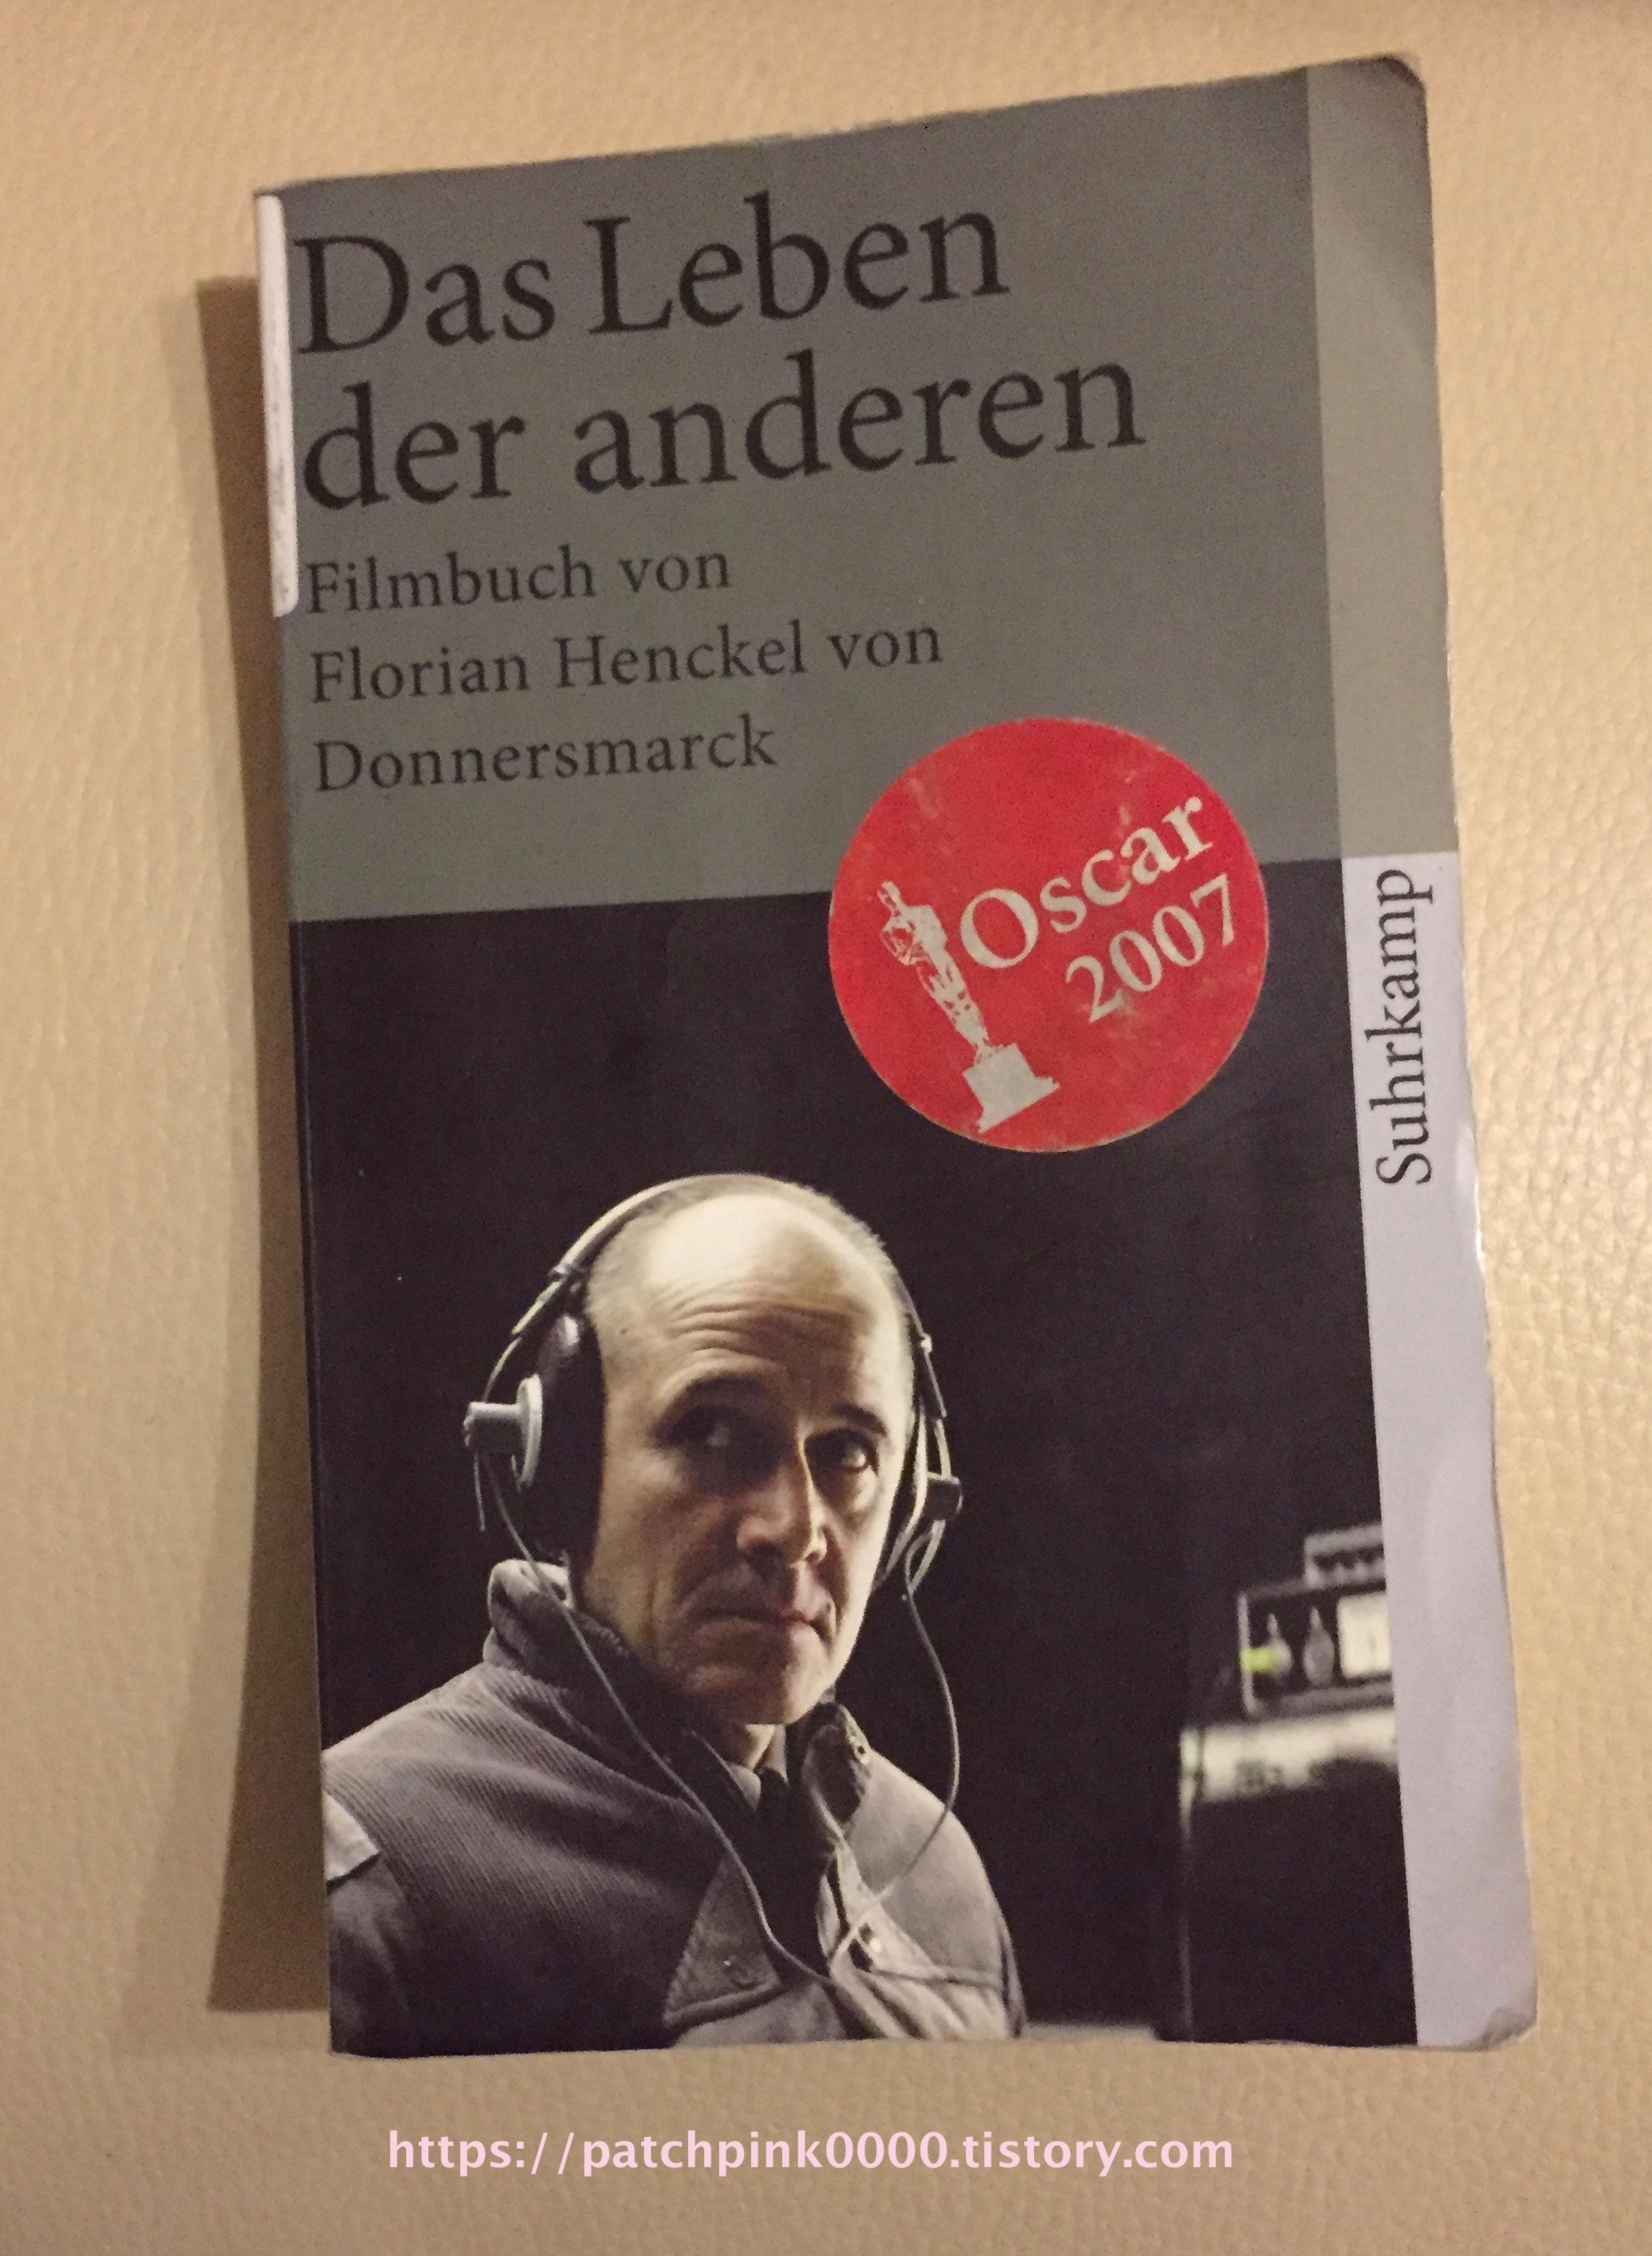 Das Leben
der anderen
Filmbuch von
Florian Henckel von
Donnersmarck
Oscar
2007
Suhrkamp
https://patchpink0000.tistory.com